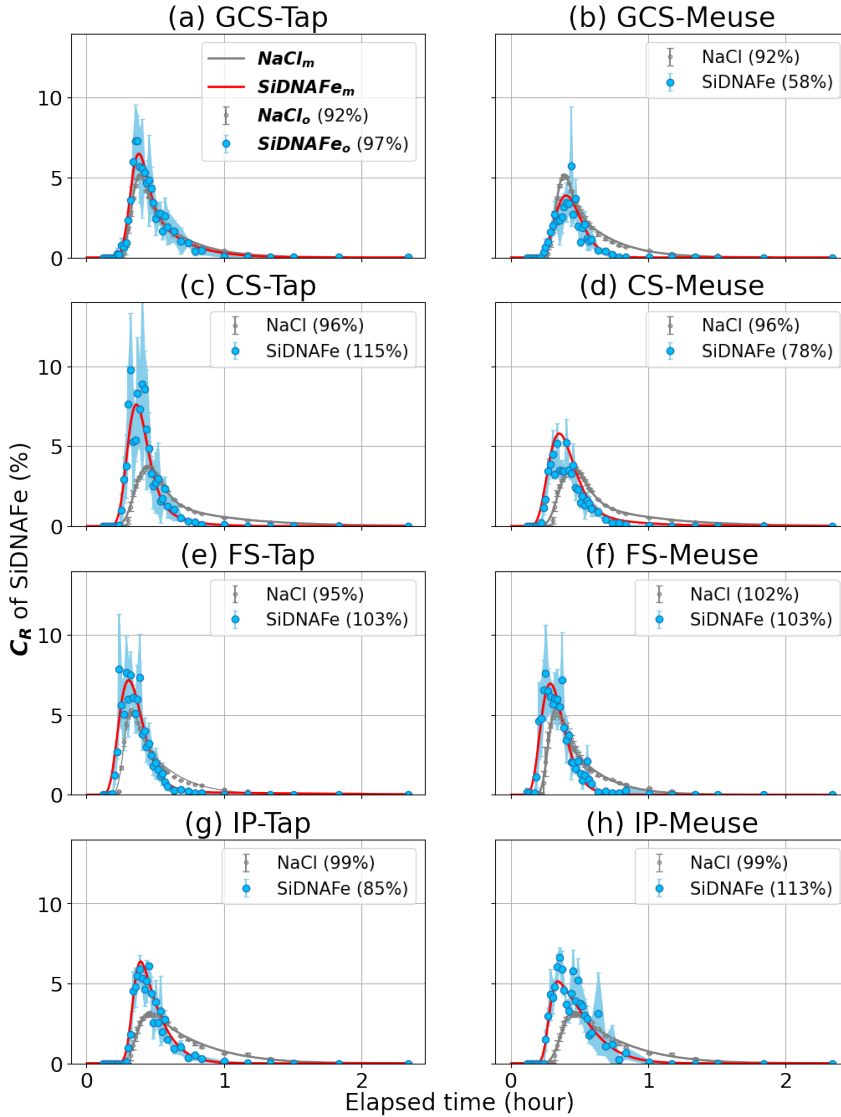 (a) GCS-Tap
(b) GCS-Meuse
NaCl_m
SiDNAFe_m
NaCl_o (92%)
SiDNAFe_o (97%)
NaCl (92%)
SiDNAFe (58%)
10
5
0
(c) CS-Tap
(d) CS-Meuse
NaCl (96%)
SiDNAFe (115%)
NaCl (96%)
SiDNAFe (78%)
10
5
0
C_R of SiDNAFe (%)
(e) FS-Tap
(f) FS-Meuse
NaCl (95%)
SiDNAFe (103%)
NaCl (102%)
SiDNAFe (103%)
10
5
0
(g) IP-Tap
(h) IP-Meuse
NaCl (99%)
SiDNAFe (85%)
NaCl (99%)
SiDNAFe (113%)
10
5
0
0 1 2 0 1 2
Elapsed time (hour)